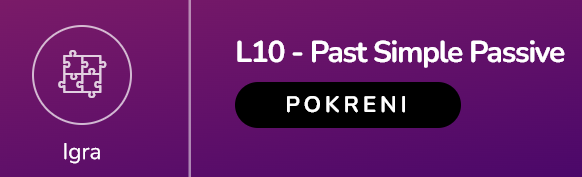 Igra
L10 - Past Simple Passive
POKRENI